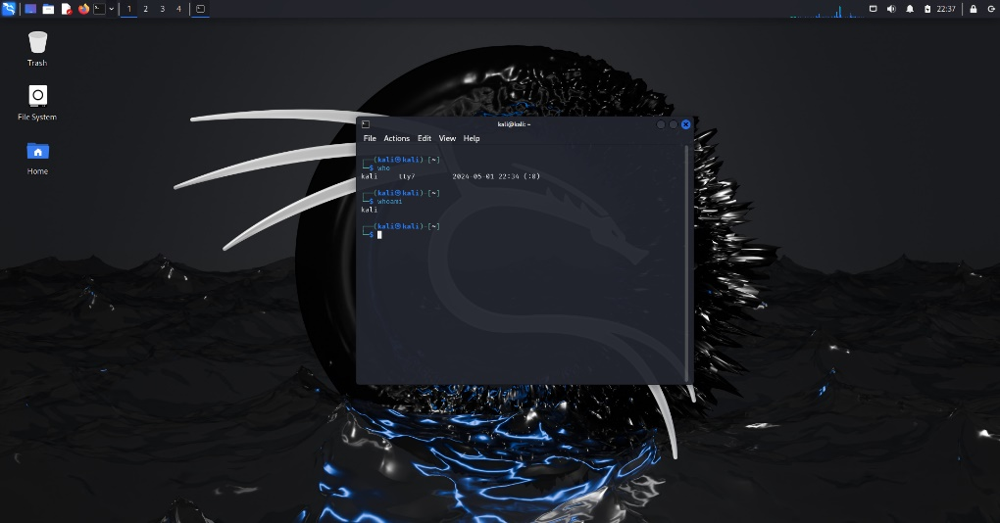 1 2 3 4
22:37
Trash
File System
Home
kali@kali: ~
File Actions Edit View Help
┌──(kali㉿kali)-[~]
└─$ who
kali     tty7         2024-05-01 22:34 (:0)
┌──(kali㉿kali)-[~]
└─$ whoami
kali
┌──(kali㉿kali)-[~]
└─$